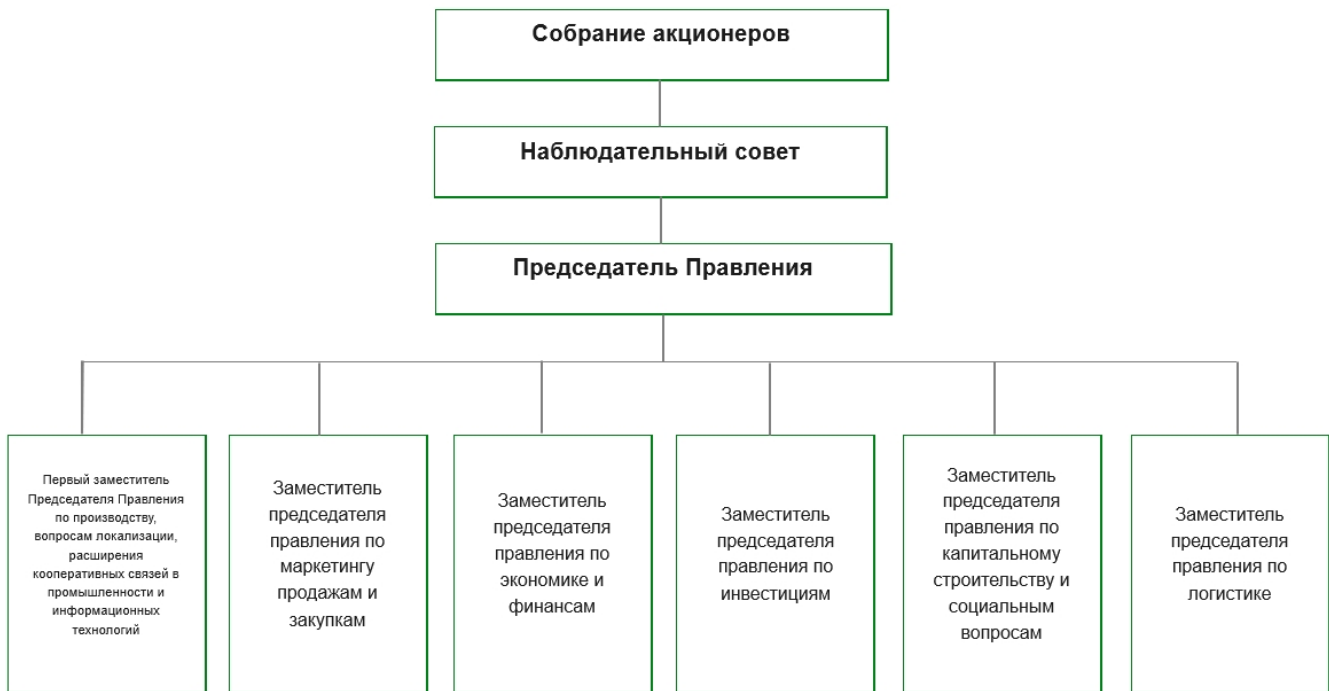 Собрание акционеров
Наблюдательный совет
Председатель Правления
Первый заместитель
Председателя Правления
по производству,
вопросам локализации,
расширения
кооперативных связей в
промышленности и
информационных
технологий
Заместитель
председателя
правления по
маркетингу
продажам и
закупкам
Заместитель
председателя
правления по
экономике и
финансам
Заместитель
председателя
правления по
инвестициям
Заместитель
председателя
правления по
капитальному
строительству и
социальным
вопросам
Заместитель
председателя
правления по
логистике